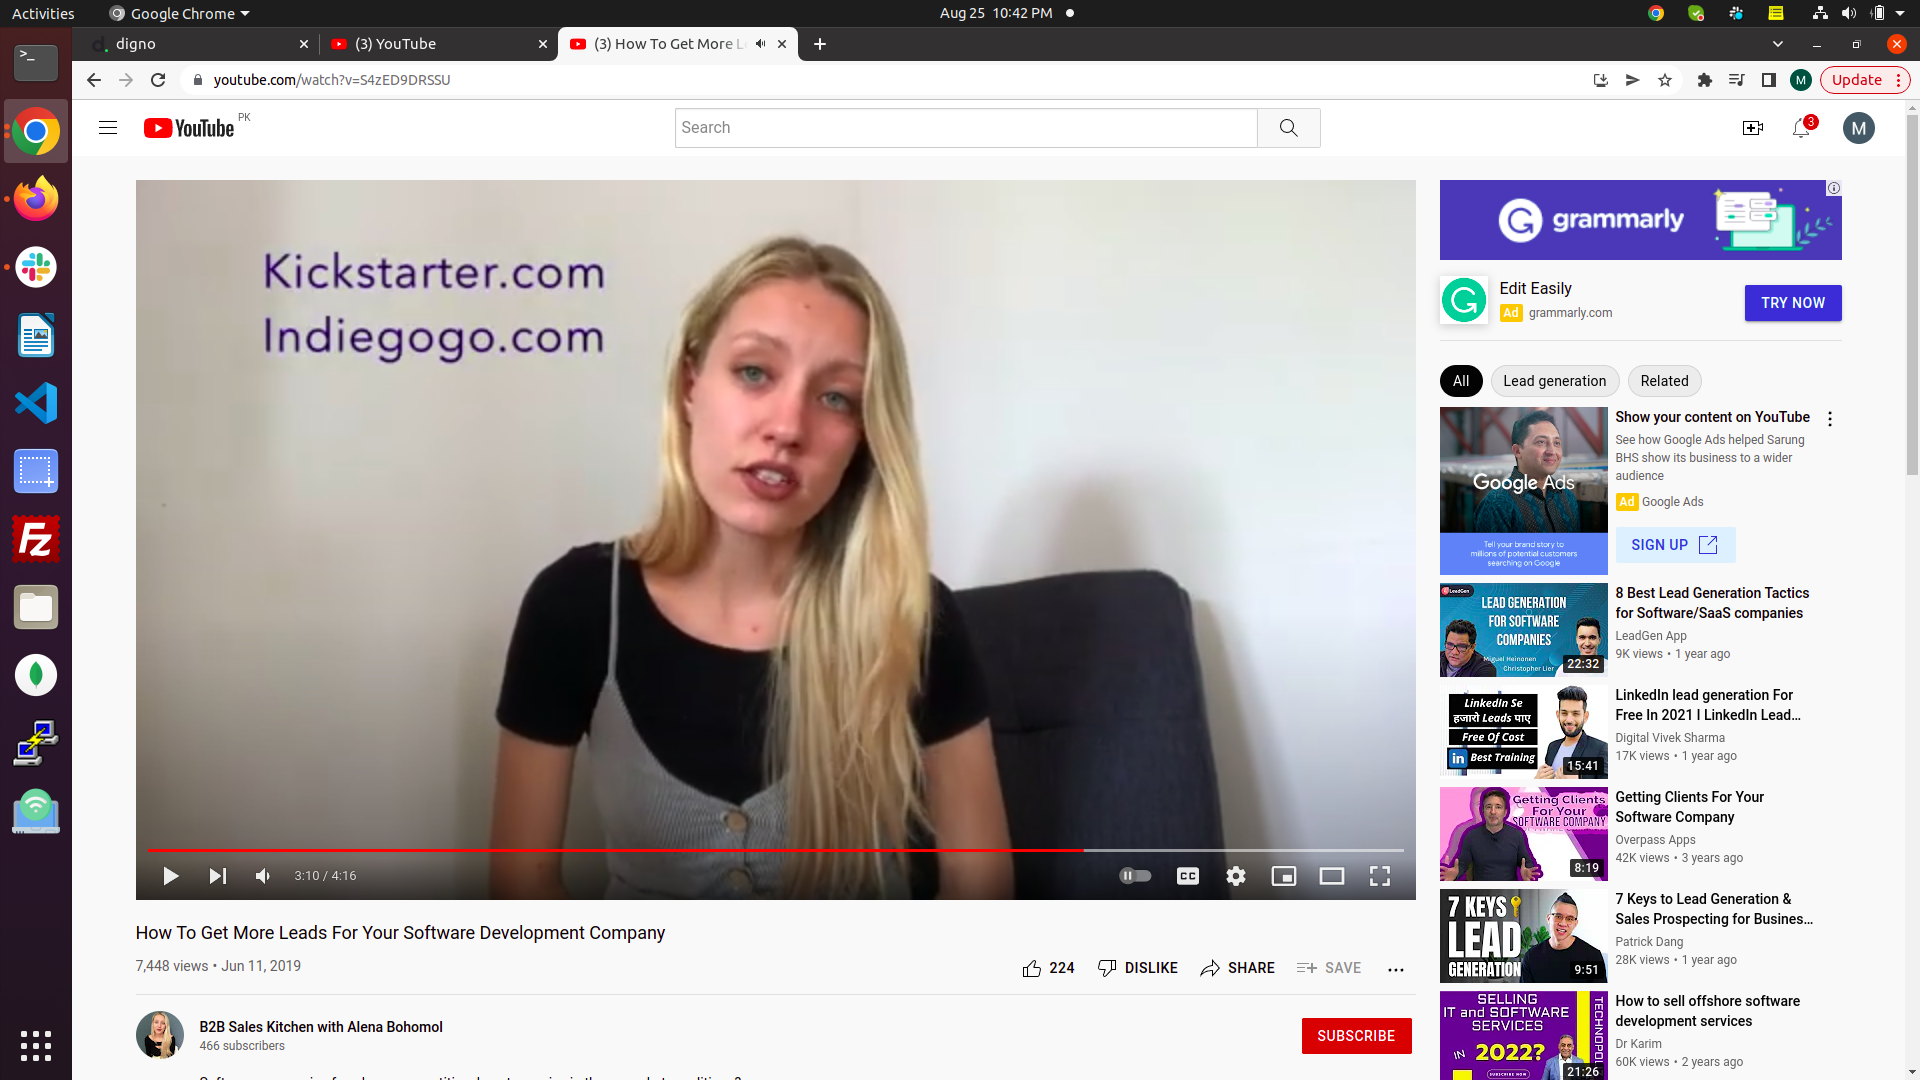 Activities
Google Chrome
Aug 25 10:42 PM
digno
(3) YouTube
(3) How To Get More L
youtube.com/watch?v=S4zED9DRSSU
M
Update
YouTube
PK
Search
3
M
Kickstarter.com
Indiegogo.com
3:10 / 4:16
CC
How To Get More Leads For Your Software Development Company
7,448 views • Jun 11, 2019
224
DISLIKE
SHARE
SAVE
B2B Sales Kitchen with Alena Bohomol
466 subscribers
SUBSCRIBE
grammarly
Edit Easily
Ad grammarly.com
TRY NOW
All
Lead generation
Related
Google Ads
Tell your brand story to
millions of potential customers
searching on Google
Show your content on YouTube
See how Google Ads helped Sarung
BHS show its business to a wider
audience
Ad Google Ads
SIGN UP
LeadGen
LEAD GENERATION
FOR SOFTWARE
COMPANIES
Miguel Heinonen
Christopher Lier
22:32
8 Best Lead Generation Tactics
for Software/SaaS companies
LeadGen App
9K views • 1 year ago
LinkedIn Se
हजारो Leads पाए
Free Of Cost
in Best Training
15:41
LinkedIn lead generation For
Free In 2021 I LinkedIn Lead...
Digital Vivek Sharma
17K views • 1 year ago
Getting Clients For Your
SOFTWARE COMPANY
8:19
Getting Clients For Your
Software Company
Overpass Apps
42K views • 3 years ago
7 KEYS
LEAD
GENERATION
9:51
7 Keys to Lead Generation &
Sales Prospecting for Busines...
Patrick Dang
28K views • 1 year ago
SELLING
IT and SOFTWARE
SERVICES
IN 2022?
SUBSCRIBE NOW
TECHNOPOL
21:26
How to sell offshore software
development services
Dr Karim
60K views • 2 years ago